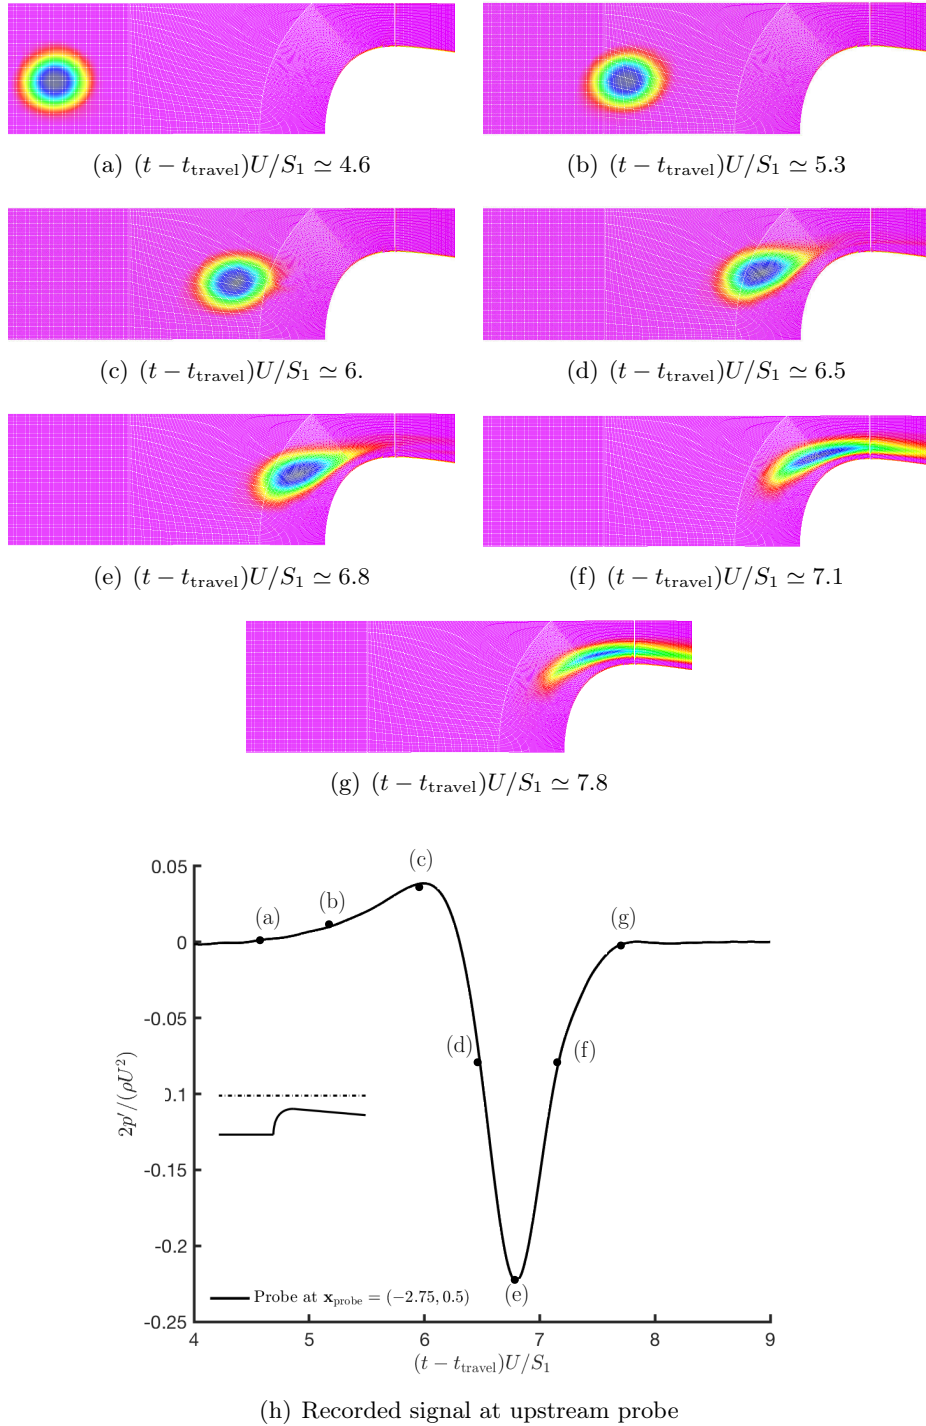 (a) (t − t_travel)U/S₁ ≃ 4.6
(b) (t − t_travel)U/S₁ ≃ 5.3
(c) (t − t_travel)U/S₁ ≃ 6.
(d) (t − t_travel)U/S₁ ≃ 6.5
(e) (t − t_travel)U/S₁ ≃ 6.8
(f) (t − t_travel)U/S₁ ≃ 7.1
(g) (t − t_travel)U/S₁ ≃ 7.8
0.05
0
-0.05
0.1
-0.15
-0.2
-0.25
2p′/(ρU²)
(a)
(b)
(c)
(d)
(e)
(f)
(g)
Probe at x_probe = (−2.75, 0.5)
4
5
6
7
8
9
(t − t_travel)U/S₁
(h) Recorded signal at upstream probe